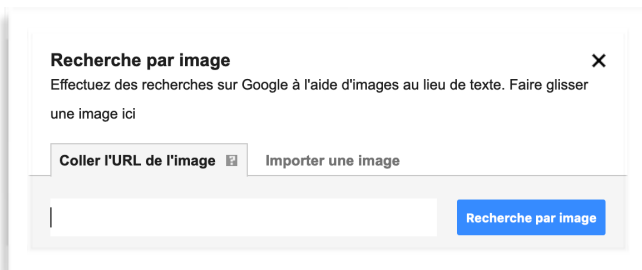 Recherche par image
Effectuez des recherches sur Google à l'aide d'images au lieu de texte. Faire glisser
une image ici
Coller l'URL de l'image ?
Importer une image
Recherche par image